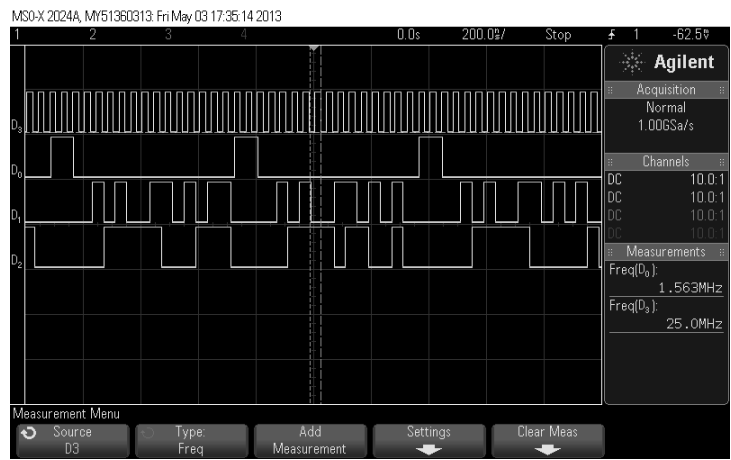 MSO-X 2024A, MY51360313: Fri May 03 17:35:14 2013
1 2 3 4 0.0s 200.0ns/ Stop 1 -62.5V
Agilent
Acquisition
Normal
1.00GSa/s
Channels
DC 10.0:1
DC 10.0:1
DC 10.0:1
DC 10.0:1
Measurements
Freq(D0):
1.563MHz
Freq(D3):
25.0MHz
D3
D0
D1
D2
Measurement Menu
Source
D3
Type:
Freq
Add
Measurement
Settings
Clear Meas